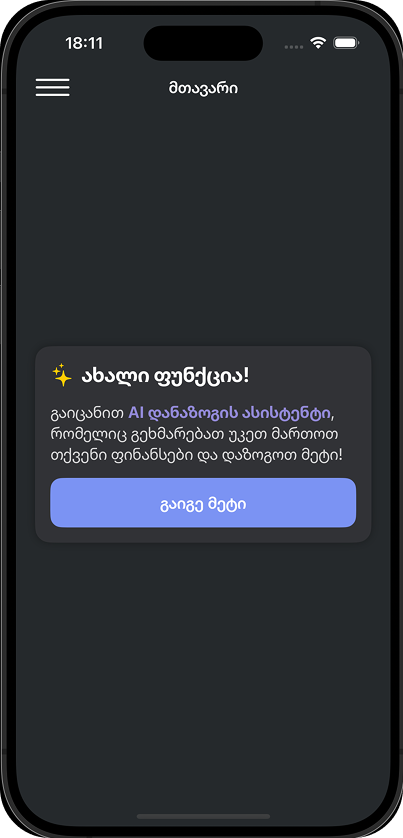 18:11
მთავარი
✨ ახალი ფუნქცია!
გაიცანით AI დანაზოგის ასისტენტი,
რომელიც გეხმარებათ უკეთ მართოთ
თქვენი ფინანსები და დაზოგოთ მეტი!
გაიგე მეტი